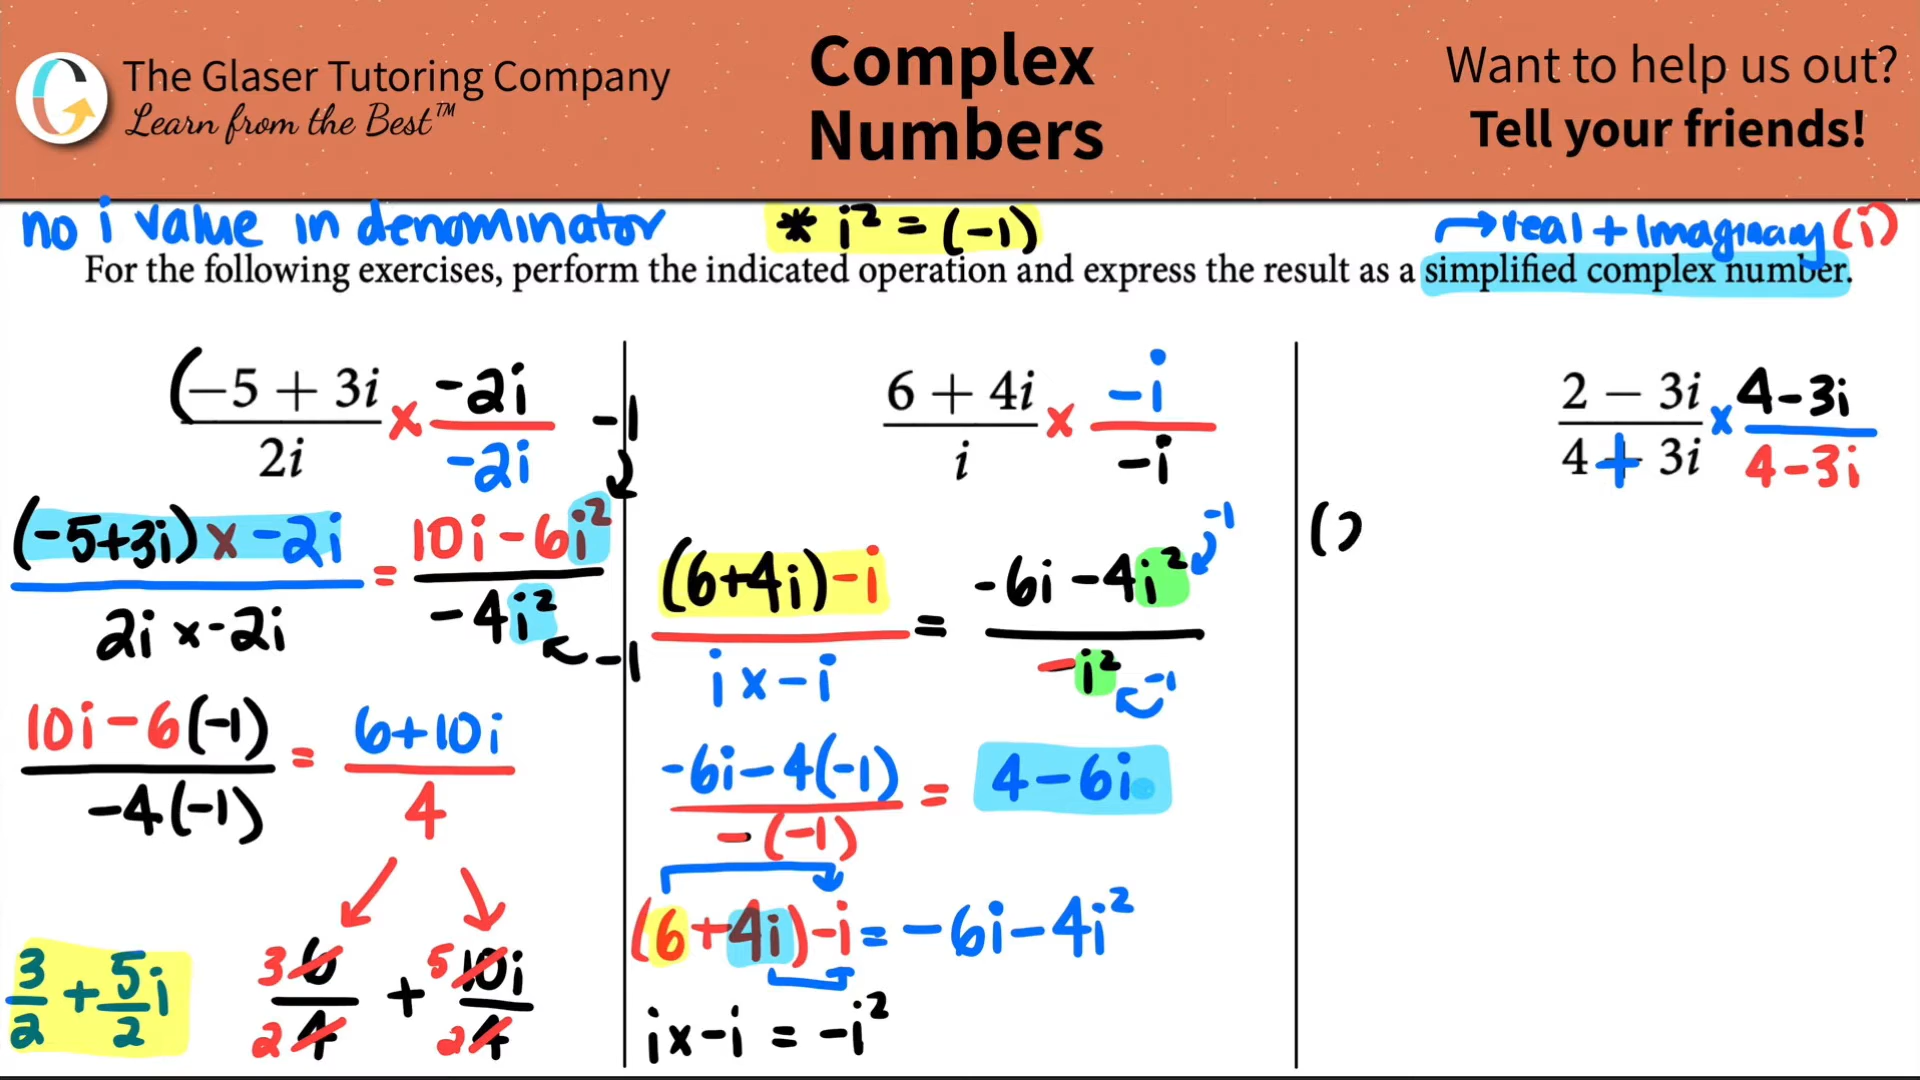 The Glaser Tutoring Company
Learn from the Best™
Complex
Numbers
Want to help us out?
Tell your friends!
no i value in denominator
* i² = (-1)
→ real + Imaginary (i)
For the following exercises, perform the indicated operation and express the result as a simplified complex number.
(−5 + 3i / 2i × -2i / -2i
-1
(-5+3i) x -2i / 2i x -2i = 10i - 6i² / -4i²
-1
10i - 6(-1) / -4(-1) = 6+10i / 4
3 6 / 2 4 + 5 10i / 2 4
3/2 + 5/2 i
6 + 4i / i × -i / -i
(6+4i) -i / i x -i = -6i - 4i² / -i²
-1
-1
-6i - 4(-1) / -(-1) = 4 - 6i
(6+4i) -i = -6i - 4i²
i x -i = -i²
2 − 3i / 4 + 3i x 4 - 3i / 4 - 3i
()